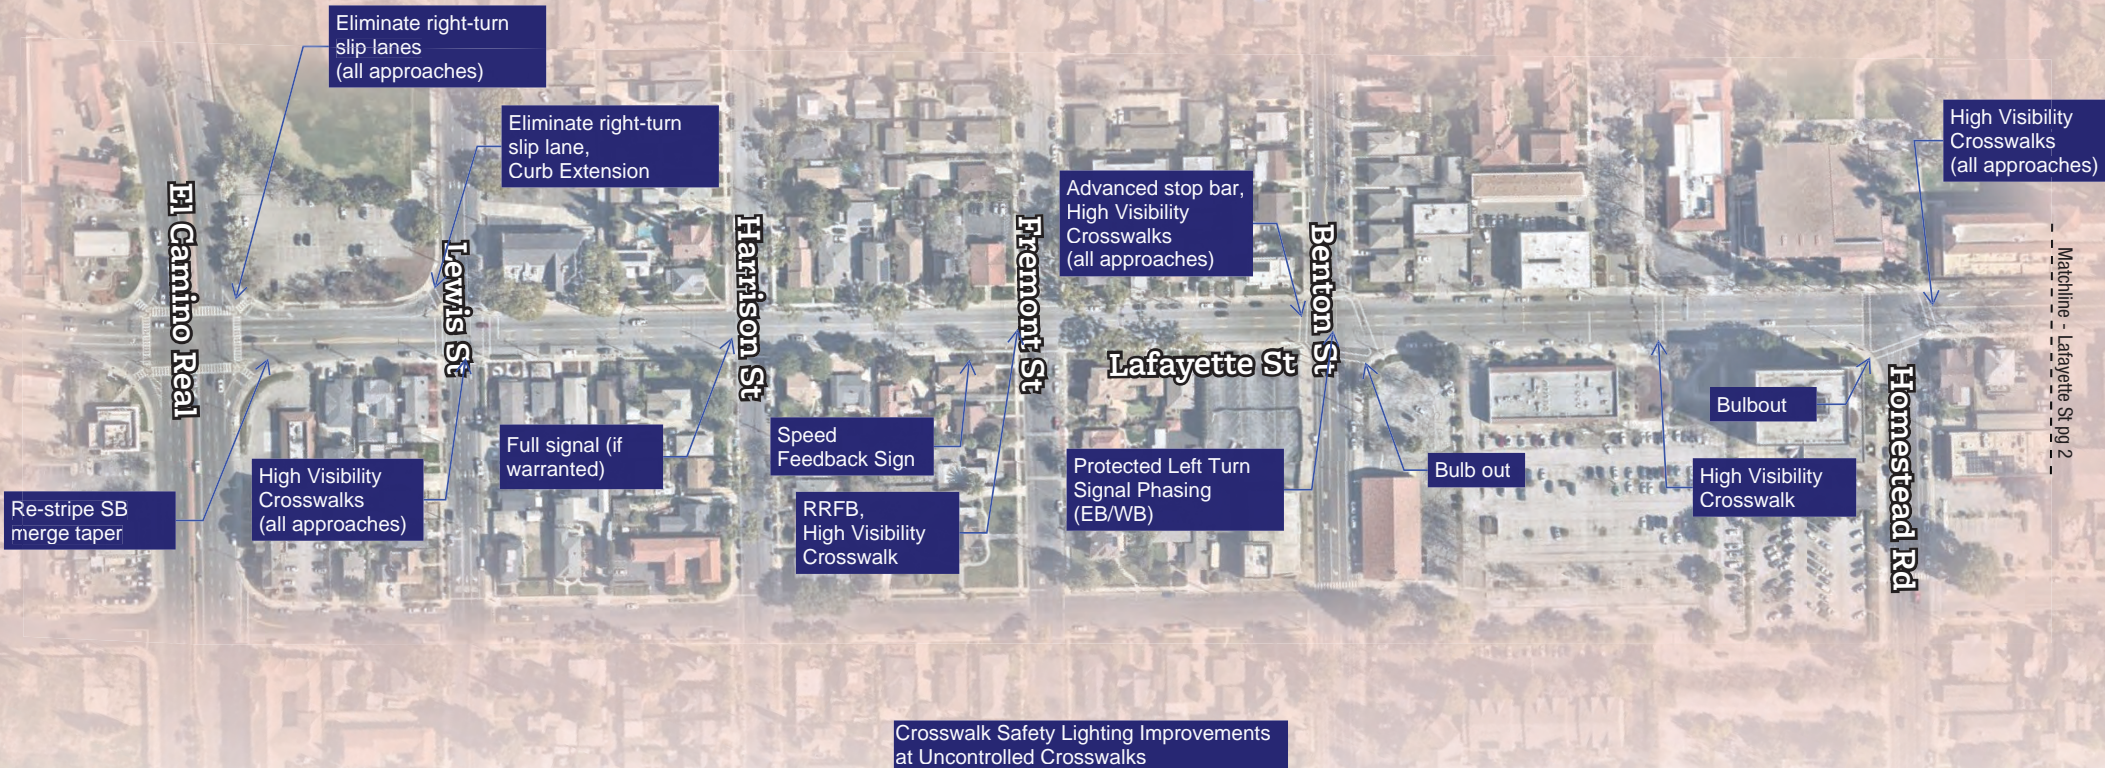 Eliminate right-turn
slip lanes
(all approaches)
Eliminate right-turn
slip lane,
Curb Extension
High Visibility
Crosswalks
(all approaches)
Advanced stop bar,
High Visibility
Crosswalks
(all approaches)
El Camino Real
Lewis St
Harrison St
Fremont St
Benton St
Lafayette St
Homestead Rd
Matchline - Lafayette St pg 2
Bulbout
Speed
Feedback Sign
Full signal (if
warranted)
High Visibility
Crosswalks
(all approaches)
Re-stripe SB
merge taper
RRFB,
High Visibility
Crosswalk
Protected Left Turn
Signal Phasing
(EB/WB)
Bulb out
High Visibility
Crosswalk
Crosswalk Safety Lighting Improvements
at Uncontrolled Crosswalks